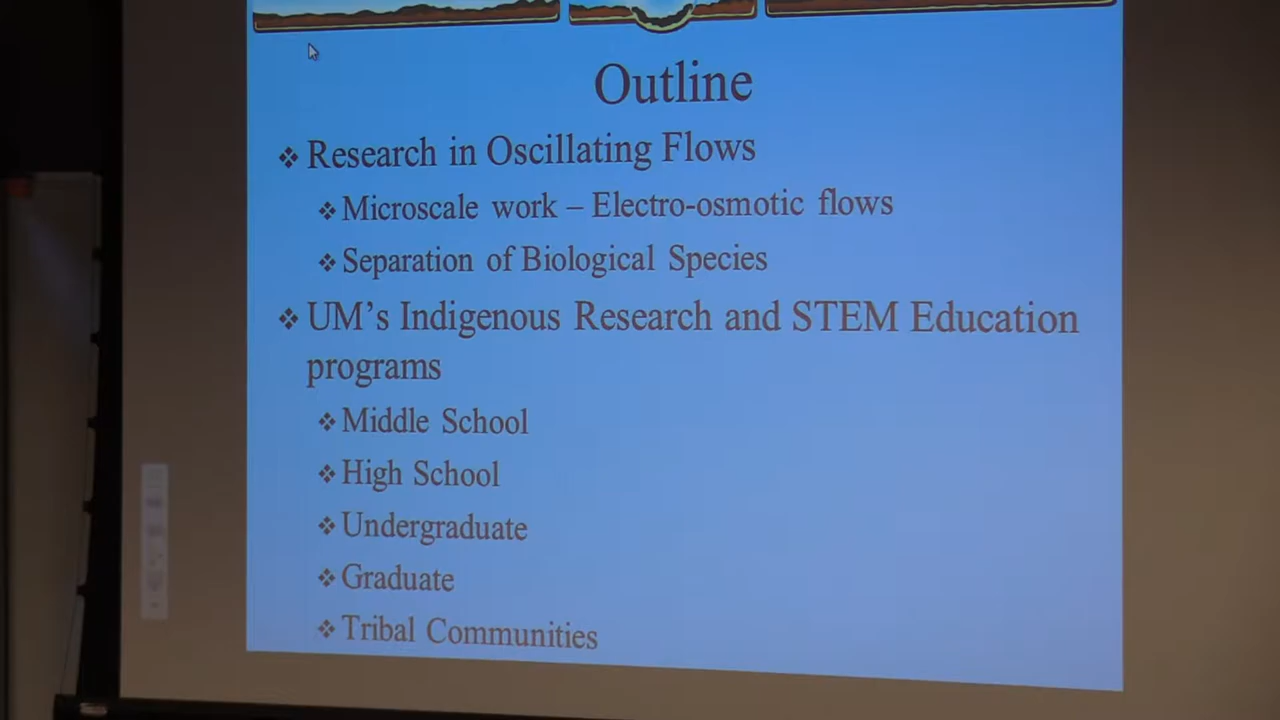 Outline
❖ Research in Oscillating Flows
❖ Microscale work – Electro-osmotic flows
❖ Separation of Biological Species
❖ UM's Indigenous Research and STEM Education
programs
❖ Middle School
❖ High School
❖ Undergraduate
❖ Graduate
❖ Tribal Communities